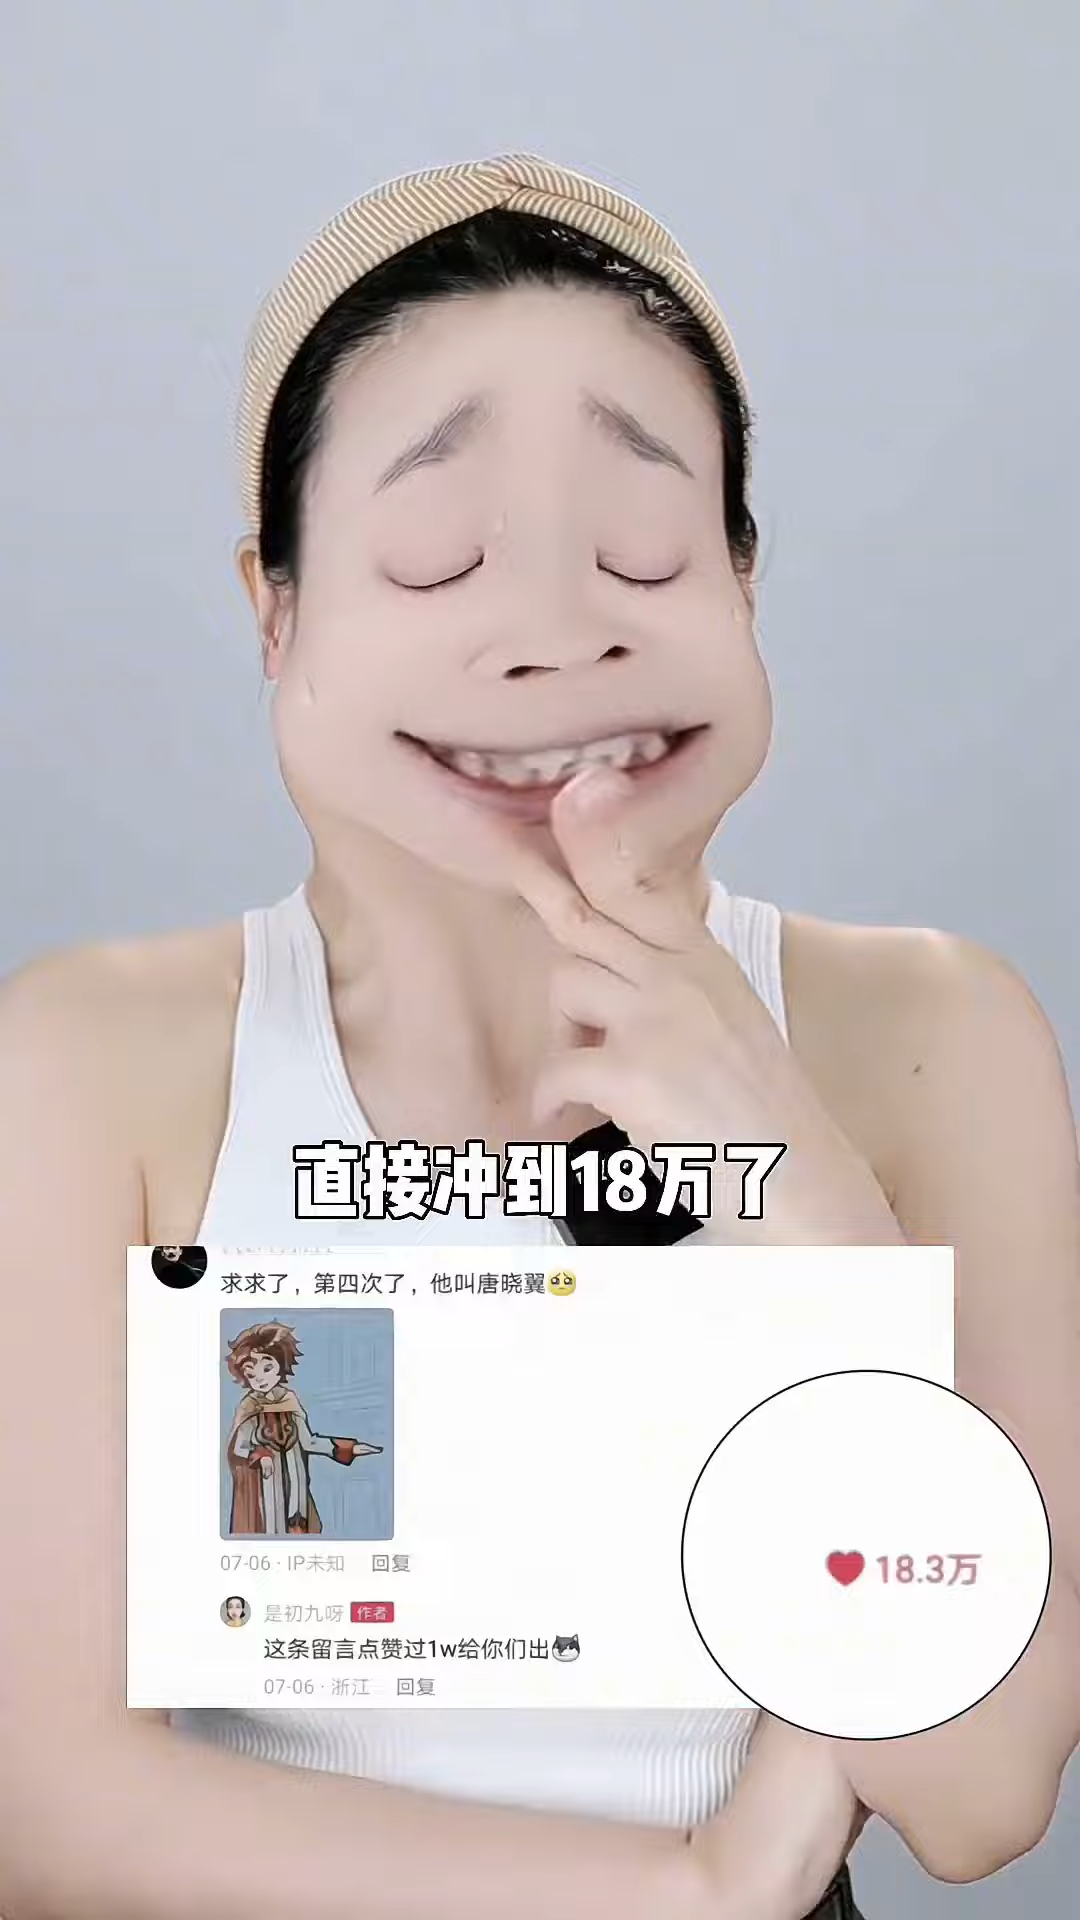 直接冲到18万了
求求了，第四次了，他叫唐晓翼🥺
07-06 · IP未知 回复
18.3万
是初九呀 作者
这条留言点赞过1w给你们出
07-06 · 浙江 回复